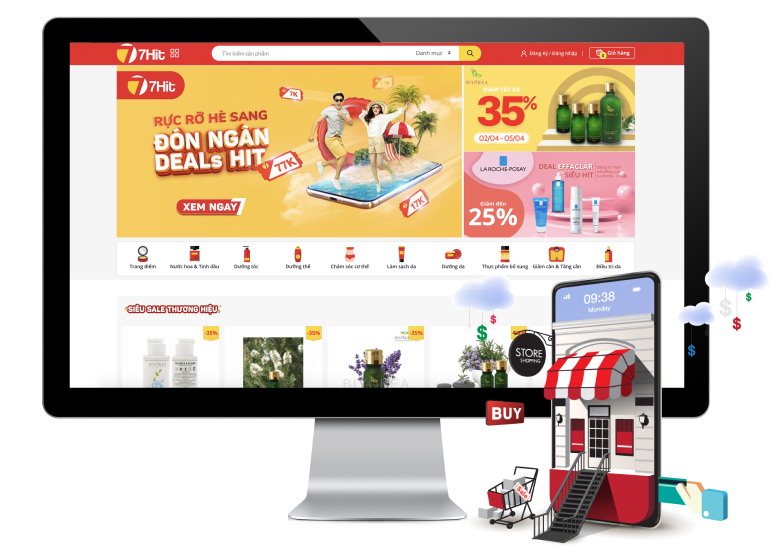 7Hit
Tìm kiếm sản phẩm
Danh mục
Đăng Ký / Đăng Nhập
Giỏ hàng
7Hit
RỰC RỠ HÈ SANG
ĐÓN NGÀN
DEALs HIT
XEM NGAY
7K
77K
17K
GIẢM TẤT CẢ
35%
02/04 - 05/04
LA ROCHE-POSAY
DEAL EFFACLAR
SIÊU HIT
Giảm đến
25%
Trang điểm
Nước hoa & Tinh dầu
Dưỡng tóc
Dưỡng thể
Chăm sóc cơ thể
Làm sạch da
Dưỡng da
Thực phẩm bổ sung
Giảm cân & Tăng cân
Điều trị da
SIÊU SALE THƯƠNG HIỆU
-35%
-35%
-35%
09:38
Monday
STORE
SHOPPING
BUY
Sale
$
$
$
$
$
$